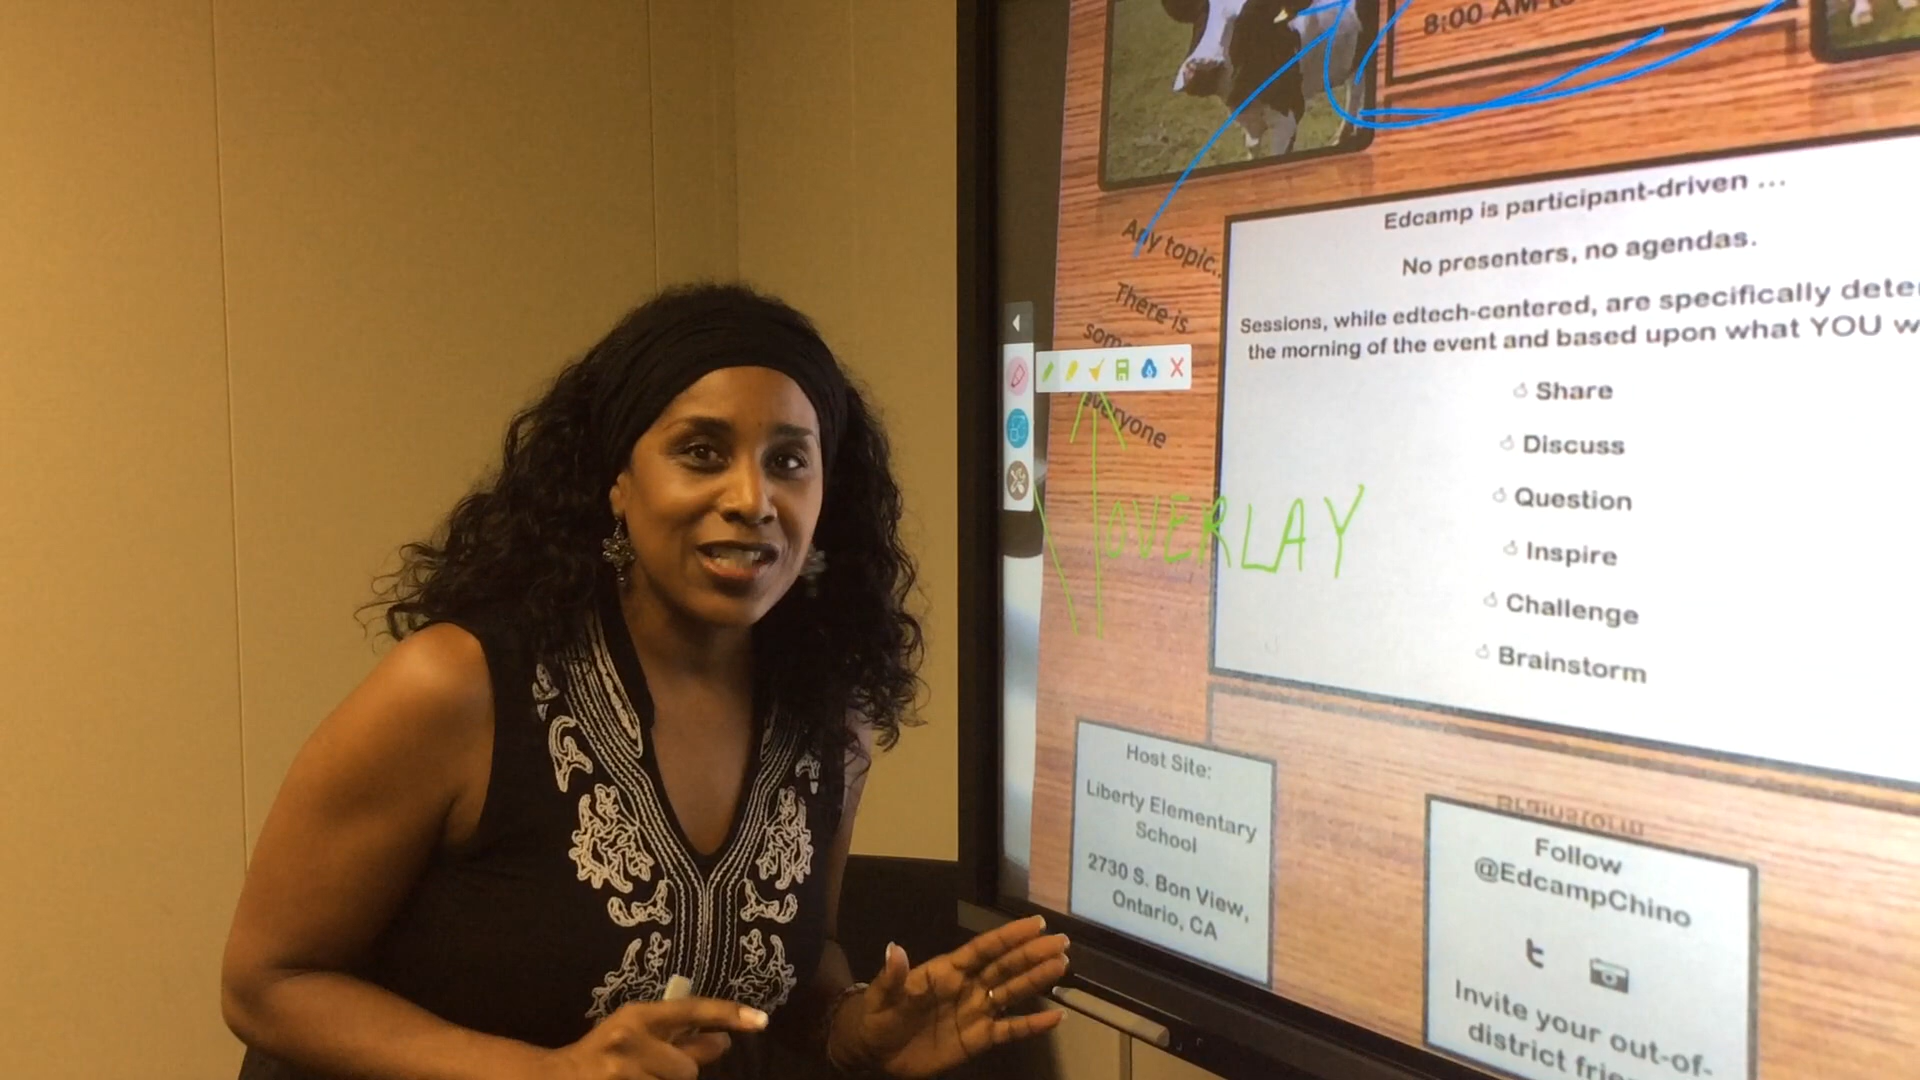 8:00 AM
Edcamp is participant-driven ...
No presenters, no agendas.
Sessions, while edtech-centered, are specifically
the morning of the event and based upon what YOU
Any topic..
There is
everyone
OVERLAY
Share
Discuss
Question
Inspire
Challenge
Brainstorm
Host Site:
Liberty Elementary
School
2730 S. Bon View,
Ontario, CA
Follow
@EdcampChino
Invite your out-of-
district